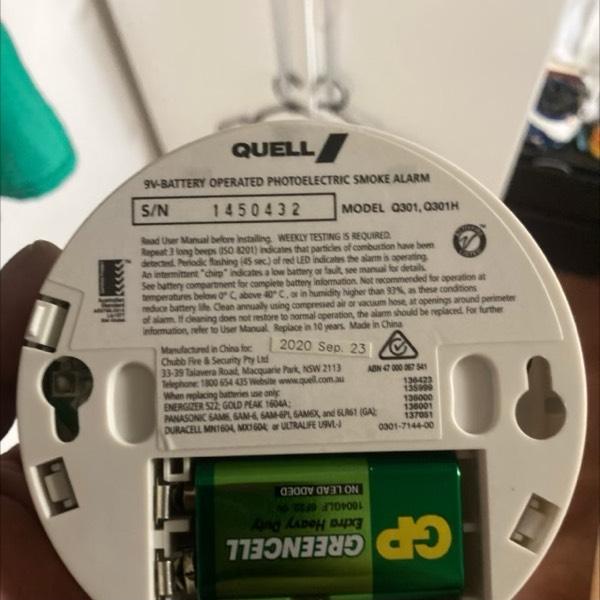 QUELL
9V-BATTERY OPERATED PHOTOELECTRIC SMOKE ALARM
S/N 1450432 MODEL Q301, Q301H
Read User Manual before installing. WEEKLY TESTING IS REQUIRED.
Repeat 3 long beeps (ISO 8201) indicates that particles of combustion have been
detected. Periodic flashing (45 sec.) of red LED indicates the alarm is operating.
An intermittent "chirp" indicates a low battery or fault, see manual for details.
See battery compartment for complete battery information. Not recommended for operation at
temperatures below 0° C, above 40° C, or in humidity higher than 93%, as these conditions
reduce battery life. Clean annually using compressed air or vacuum hose, at openings around perimeter
of alarm. If cleaning does not restore to normal operation, the alarm should be replaced. For further
information, refer to User Manual. Replace in 10 years. Made in China
Manufactured in China for: 2020 Sep. 23
Chubb Fire & Security Pty Ltd
33-39 Talavera Road, Macquarie Park, NSW 2113 ABN 47 000 067 541
Telephone: 1800 654 435 Website www.quell.com.au
When replacing batteries use only:
ENERGIZER 522; GOLD PEAK 1604A;
PANASONIC 6AM6, 6AM-6, 6AM-6PI, 6AM6X, and 6LR61 (GA);
DURACELL MN1604, MX1604; or ULTRALIFE U9VL-J
136423
135999
136000
136001
137051
0301-7144-00
GP
GREENCELL
Extra Heavy Duty
1604GLF 6F22 9V
NO LEAD ADDED